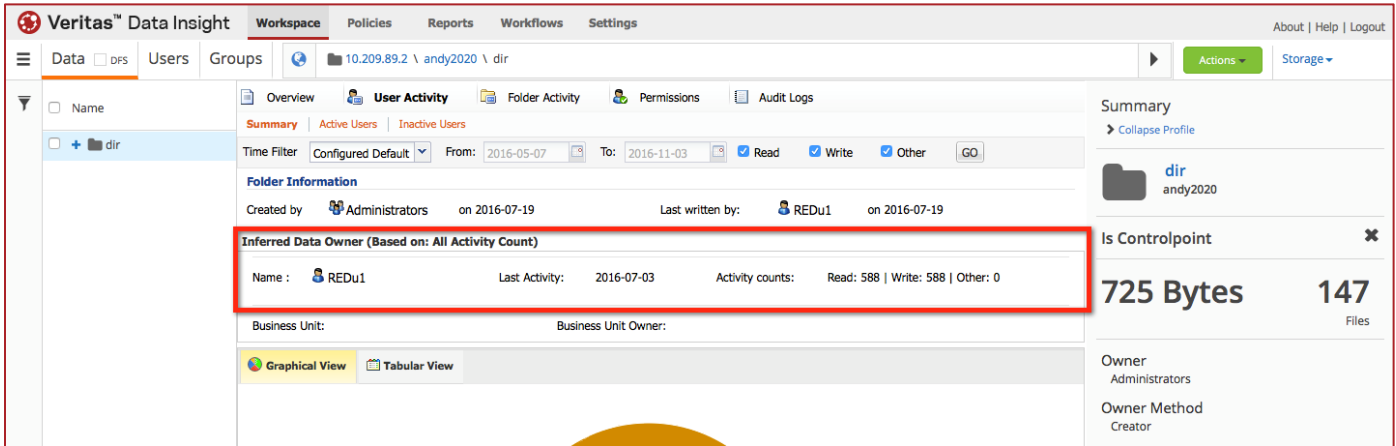 Veritas™ Data Insight Workspace Policies Reports Workflows Settings
About | Help | Logout
Data DFS Users Groups 10.209.89.2 \ andy2020 \ dir Actions Storage
Name
dir
Overview User Activity Folder Activity Permissions Audit Logs
Summary | Active Users | Inactive Users
Time Filter Configured Default From: 2016-05-07 To: 2016-11-03 Read Write Other GO
Folder Information
Created by Administrators on 2016-07-19 Last written by: REDu1 on 2016-07-19
Inferred Data Owner (Based on: All Activity Count)
Name : REDu1 Last Activity: 2016-07-03 Activity counts: Read: 588 | Write: 588 | Other: 0
Business Unit: Business Unit Owner:
Graphical View Tabular View
Summary
Collapse Profile
dir
andy2020
Is Controlpoint
725 Bytes 147
Files
Owner
Administrators
Owner Method
Creator